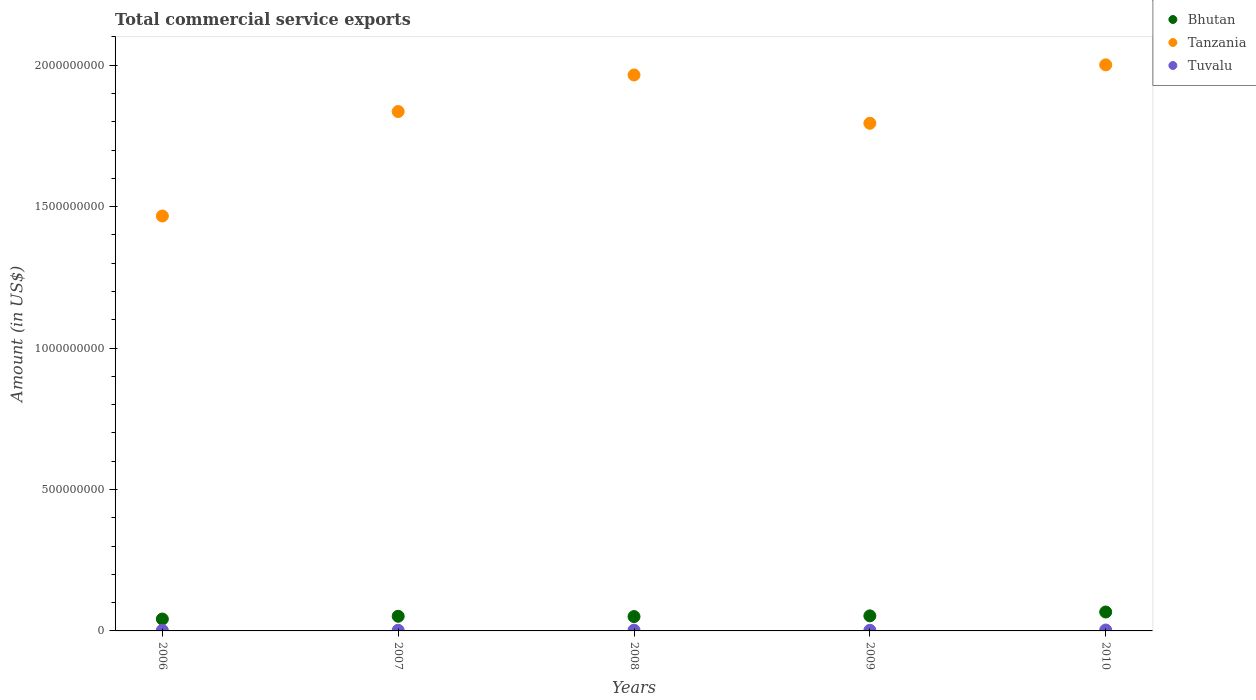 Total commercial service exports
Bhutan
Tanzania
Tuvalu
Amount (in US$)
2000000000
1500000000
1000000000
500000000
0
2006
2007
2008
2009
2010
Years